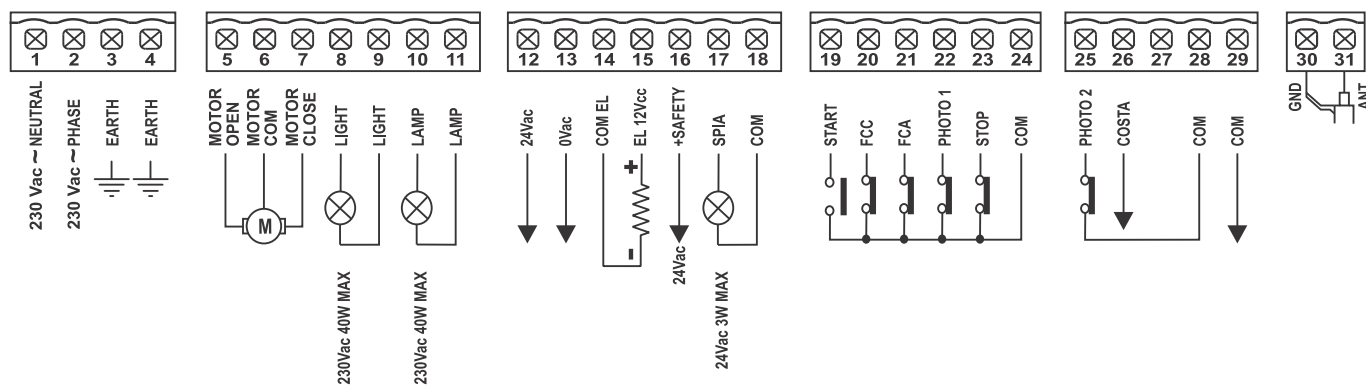 1 2 3 4
5 6 7 8 9 10 11
12 13 14 15 16 17 18
19 20 21 22 23 24
25 26 27 28 29
30 31
230 Vac ~ NEUTRAL
230 Vac ~ PHASE
EARTH
EARTH
MOTOR
OPEN
MOTOR
COM
MOTOR
CLOSE
LIGHT
LIGHT
LAMP
LAMP
M
230Vac 40W MAX
230Vac 40W MAX
24Vac
0Vac
COM EL
EL 12Vcc
+ 
-
+SAFETY
24Vac
SPIA
COM
24Vac 3W MAX
START
FCC
FCA
PHOTO 1
STOP
COM
PHOTO 2
COSTA
COM
COM
GND
ANT